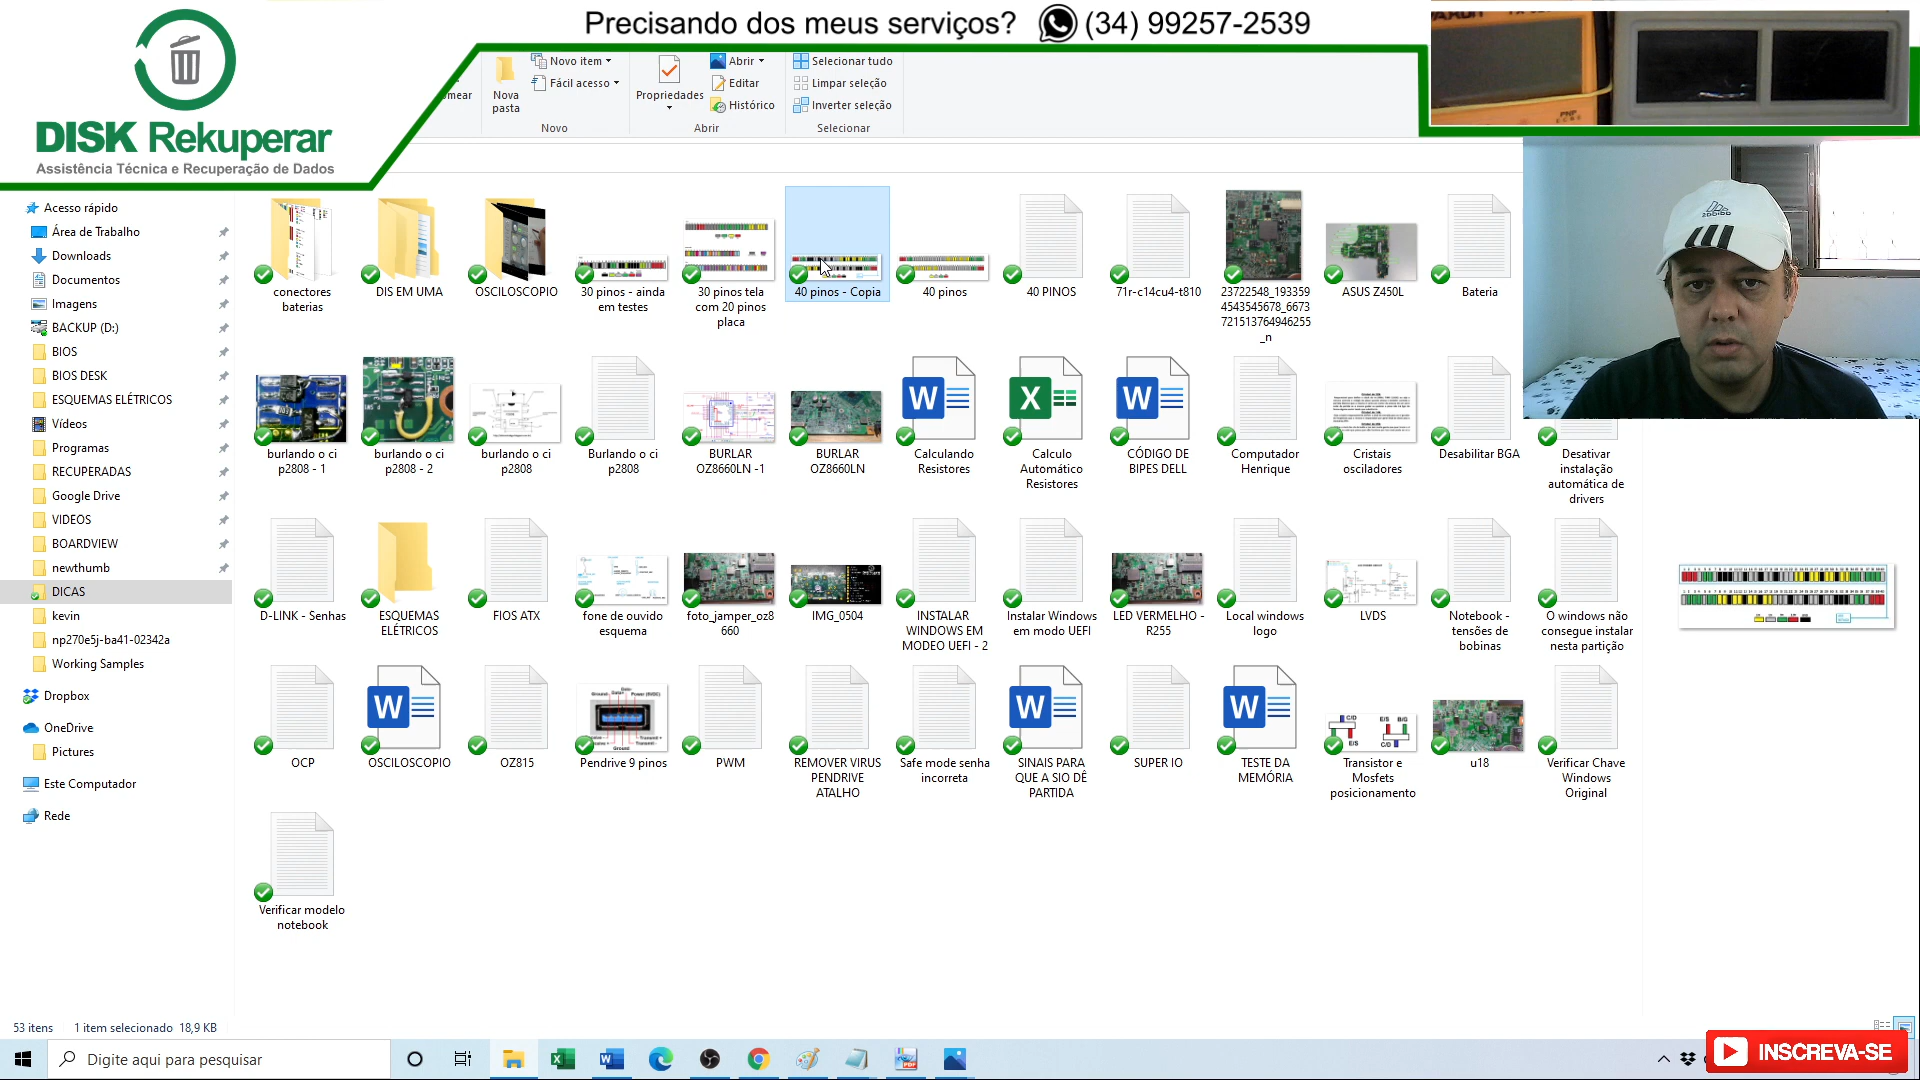 Precisando dos meus serviços? (34) 99257-2539
DISK Rekuperar
Assistência Técnica e Recuperação de Dados
mear
Nova
pasta
Novo item
Fácil acesso
Novo
Propriedades
Abrir
Editar
Histórico
Abrir
Selecionar tudo
Limpar seleção
Inverter seleção
Selecionar
Acesso rápido
Área de Trabalho
Downloads
Documentos
Imagens
BACKUP (D:)
BIOS
BIOS DESK
ESQUEMAS ELÉTRICOS
Vídeos
Programas
RECUPERADAS
Google Drive
VIDEOS
BOARDVIEW
newthumb
DICAS
kevin
np270e5j-ba41-02342a
Working Samples
Dropbox
OneDrive
Pictures
Este Computador
Rede
conectores
baterias
DIS EM UMA
OSCILOSCOPIO
30 pinos - ainda
em testes
30 pinos tela
com 20 pinos
placa
40 pinos - Copia
40 pinos
40 PINOS
71r-c14cu4-t810
23722548_193359
4543545678_6673
721513764946255
_n
ASUS Z450L
Bateria
burlando o ci
p2808 - 1
burlando o ci
p2808 - 2
burlando o ci
p2808
Burlando o ci
p2808
BURLAR
OZ8660LN -1
BURLAR
OZ8660LN
Calculando
Resistores
Calculo
Automático
Resistores
CÓDIGO DE
BIPES DELL
Computador
Henrique
Cristais
osciladores
Desabilitar BGA
Desativar
instalação
automática de
drivers
D-LINK - Senhas
ESQUEMAS
ELÉTRICOS
FIOS ATX
fone de ouvido
esquema
foto_jamper_oz8
660
IMG_0504
INSTALAR
WINDOWS EM
MODEO UEFI - 2
Instalar Windows
em modo UEFI
LED VERMELHO -
R255
Local windows
logo
LVDS
Notebook -
tensões de
bobinas
O windows não
consegue instalar
nesta partição
OCP
OSCILOSCOPIO
OZ815
Pendrive 9 pinos
PWM
REMOVER VIRUS
PENDRIVE
ATALHO
Safe mode senha
incorreta
SINAIS PARA
QUE A SIO DÊ
PARTIDA
SUPER IO
TESTE DA
MEMÓRIA
Transistor e
Mosfets
posicionamento
u18
Verificar Chave
Windows
Original
Verificar modelo
notebook
53 itens 1 item selecionado 18,9 KB
Digite aqui para pesquisar
INSCREVA-SE